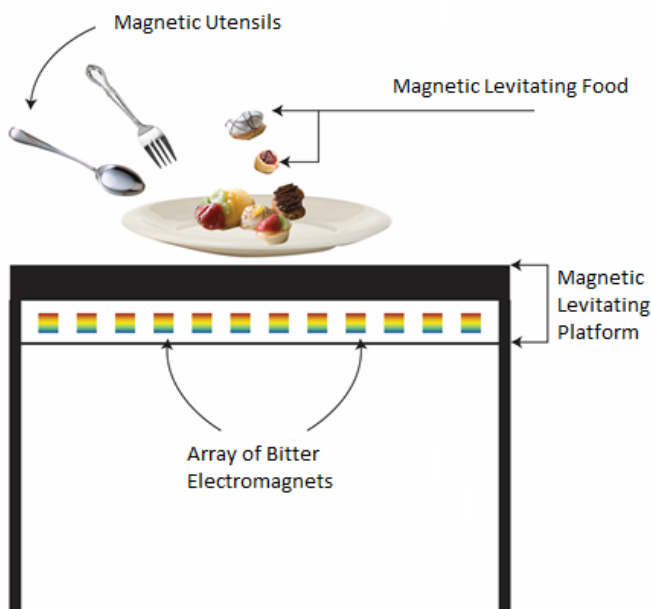 Magnetic Utensils
Magnetic Levitating Food
Magnetic
Levitating
Platform
Array of Bitter
Electromagnets